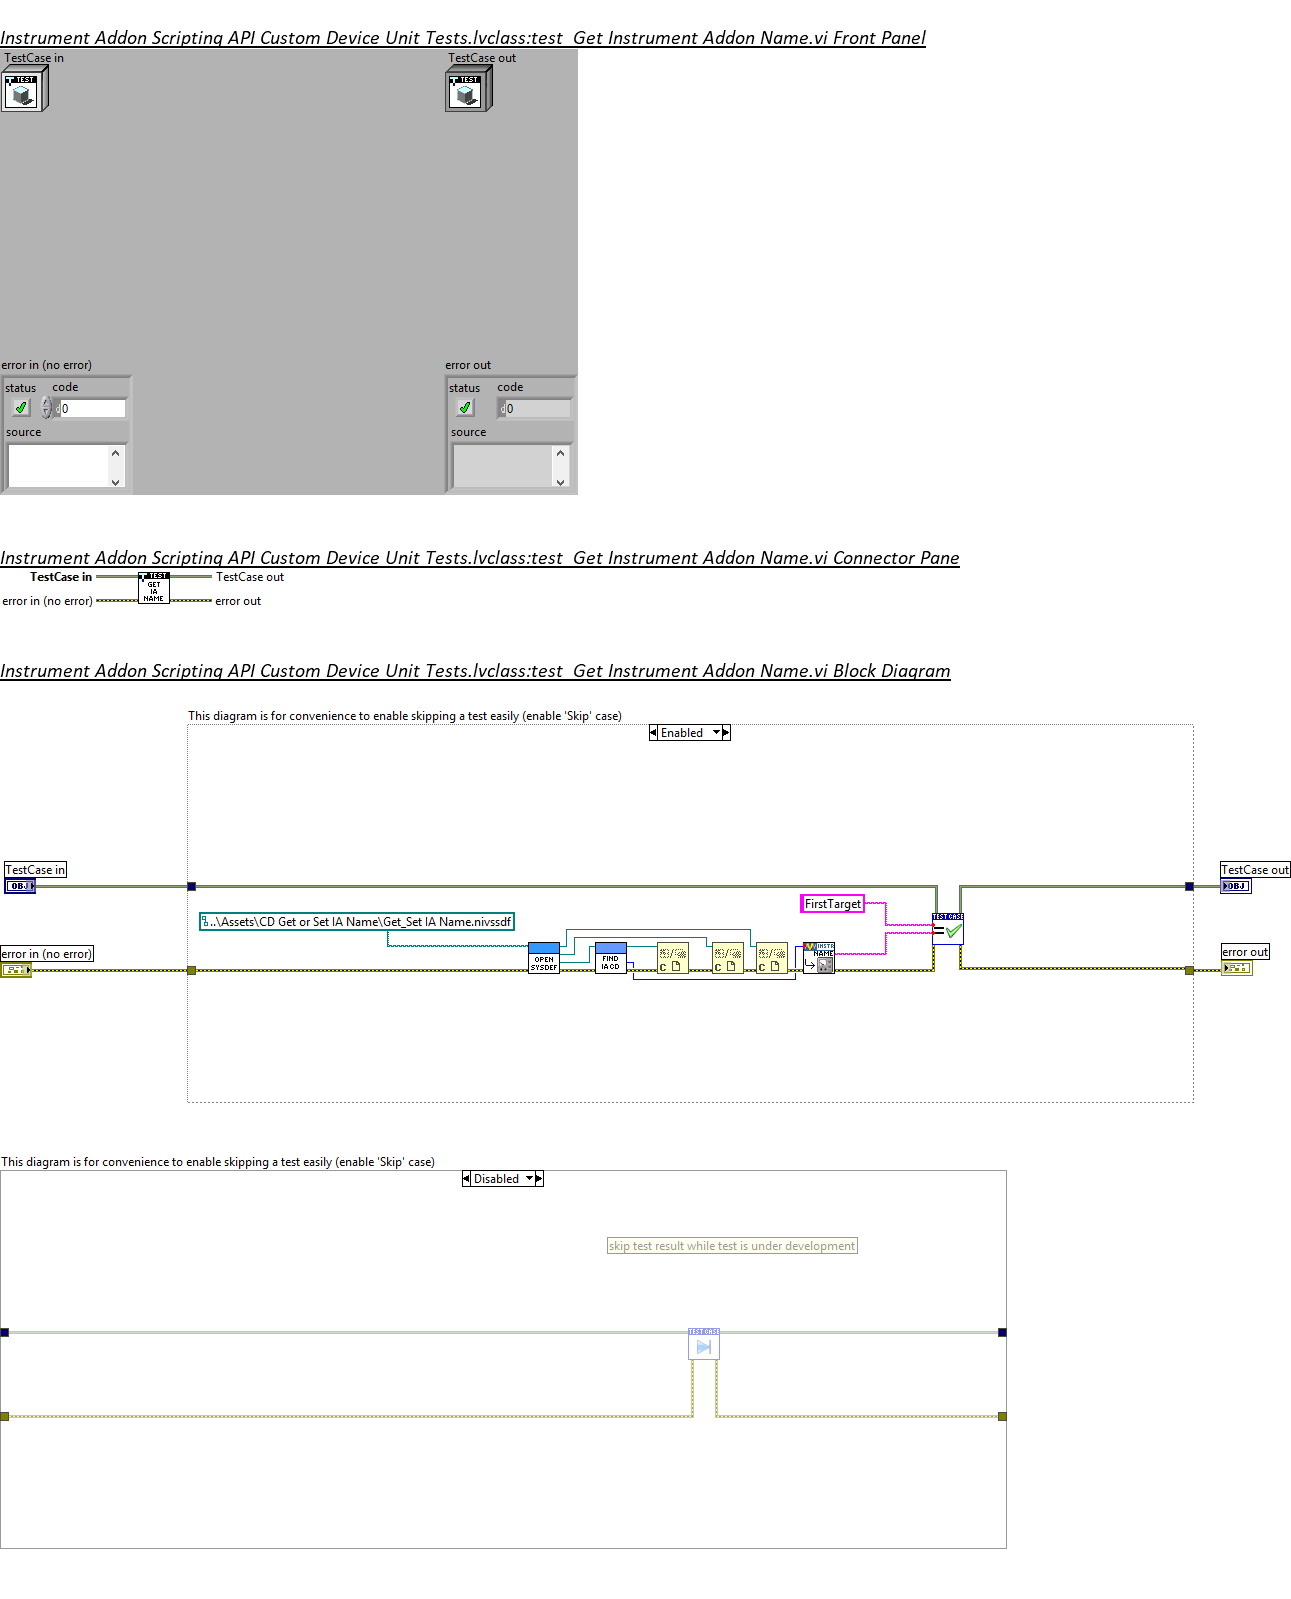 Instrument Addon Scripting API Custom Device Unit Tests.lvclass:test_Get Instrument Addon Name.vi Front Panel
TestCase in
TestCase out
TEST
TEST
error in (no error)
error out
status
code
status
code
d0
d0
source
source
Instrument Addon Scripting API Custom Device Unit Tests.lvclass:test_Get Instrument Addon Name.vi Connector Pane
TestCase in
TEST
GET
IA
NAME
TestCase out
error in (no error)
error out
Instrument Addon Scripting API Custom Device Unit Tests.lvclass:test_Get Instrument Addon Name.vi Block Diagram
This diagram is for convenience to enable skipping a test easily (enable 'Skip' case)
Enabled
TestCase in
OBJ
TestCase out
OBJ
..\Assets\CD Get or Set IA Name\Get_Set IA Name.nivssdf
FirstTarget
TEST CASE
=
error in (no error)
error out
OPEN
SYSDEF
FIND
IA CD
C
C
C
INSTR
NAME
This diagram is for convenience to enable skipping a test easily (enable 'Skip' case)
Disabled
skip test result while test is under development
TEST CASE